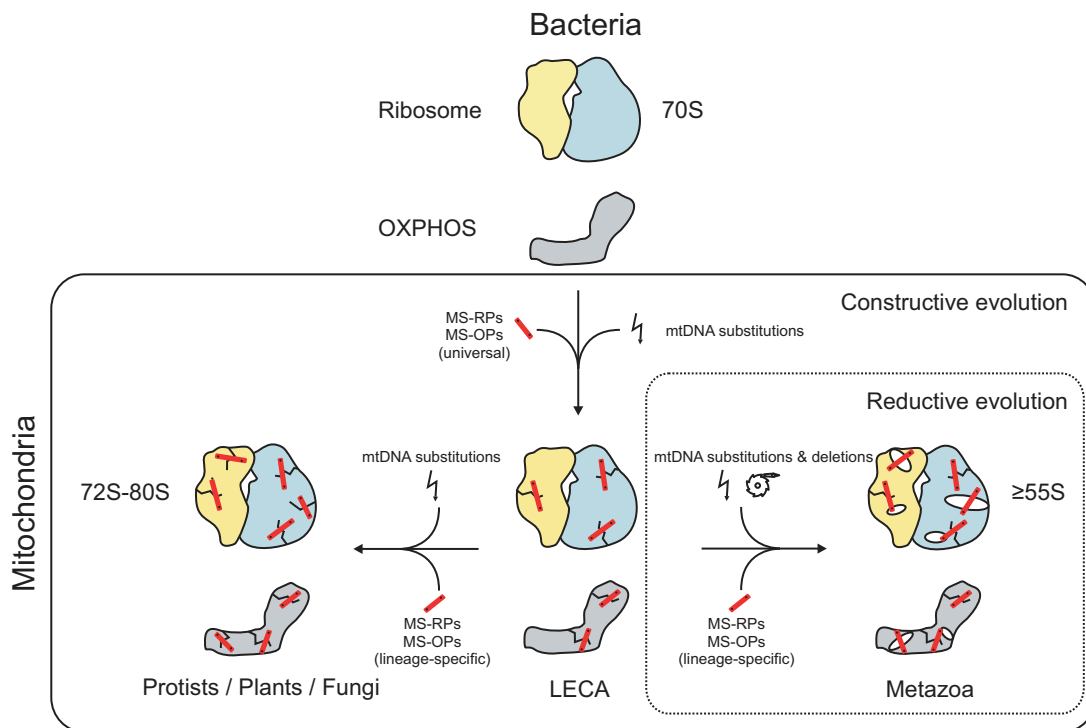 Bacteria
Ribosome
70S
OXPHOS
Constructive evolution
MS-RPs
MS-OPs
(universal)
mtDNA substitutions
Reductive evolution
Mitochondria
mtDNA substitutions
mtDNA substitutions & deletions
72S-80S
≥55S
MS-RPs
MS-OPs
(lineage-specific)
MS-RPs
MS-OPs
(lineage-specific)
Protists / Plants / Fungi
LECA
Metazoa